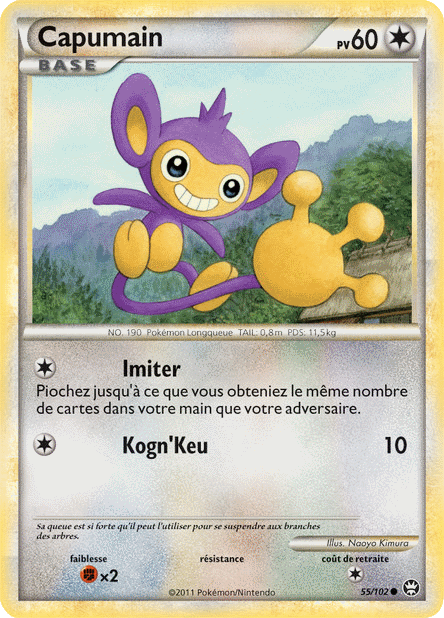 Capumain
PV60
BASE
NO. 190 Pokémon Longqueue TAIL: 0,8m PDS: 11,5kg
Imiter
Piochez jusqu'à ce que vous obteniez le même nombre
de cartes dans votre main que votre adversaire.
Kogn'Keu 10
Sa queue est si forte qu'il peut l'utiliser pour se suspendre aux branches
des arbres.
Illus. Naoyo Kimura
faiblesse résistance coût de retraite
×2
55/102
©2011 Pokémon/Nintendo